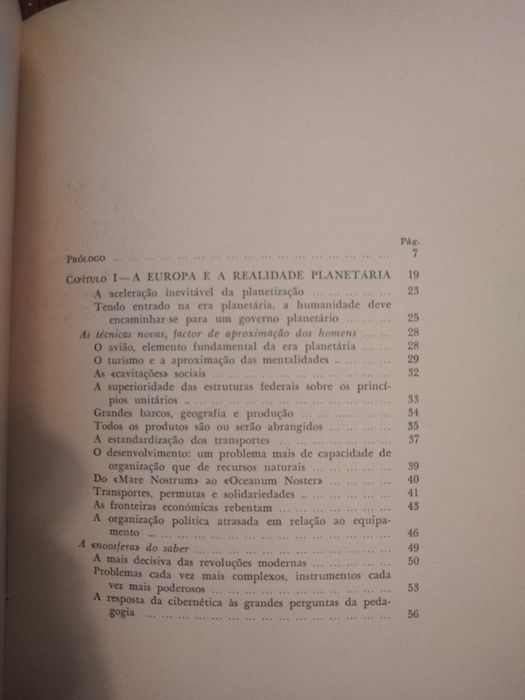 Pág.
PRÓLOGO ... ... ... ... ... ... ... ... ... ... ... ... ... ... 7
CAPÍTULO I — A EUROPA E A REALIDADE PLANETÁRIA 19
A aceleração inevitável da planetização ... ... ... ... 23
Tendo entrado na era planetária, a humanidade deve
encaminhar-se para um governo planetário ... ... ... 25
As técnicas novas, factor de aproximação dos homens ... ... 28
O avião, elemento fundamental da era planetária ... ... 28
O turismo e a aproximação das mentalidades .. ... ... 29
As «cavitações» sociais ... ... ... ... ... ... ... ... ... 32
A superioridade das estruturas federais sobre os princí-
pios unitários .. ... ... ... ... ... ... ... ... ... ... 33
Grandes barcos, geografia e produção ... ... ... ... ... 34
Todos os produtos são ou serão abrangidos ... ... ... ... 35
A estandardização dos transportes ... ... ... ... ... ... 37
O desenvolvimento: um problema mais de capacidade de
organização que de recursos naturais ... ... ... ... 39
Do «Mare Nostrum» ao «Oceanum Noster» .. ... ... ... 40
Transportes, permutas e solidariedades .. ... ... ... ... 41
As fronteiras económicas rebentam ... ... ... ... ... ... 43
A organização política atrasada em relação ao equipa-
mento ... ... ... ... ... ... ... ... ... ... ... ... ... 46
A «noosfera» do saber ... ... ... ... ... ... ... ... ... ... 49
A mais decisiva das revoluções modernas ... ... ... ... 50
Problemas cada vez mais complexos, instrumentos cada
vez mais poderosos ... ... ... ... ... ... ... ... ... 53
A resposta da cibernética às grandes perguntas da peda-
gogia ... ... ... ... ... ... ... ... ... ... ... ... ... 56